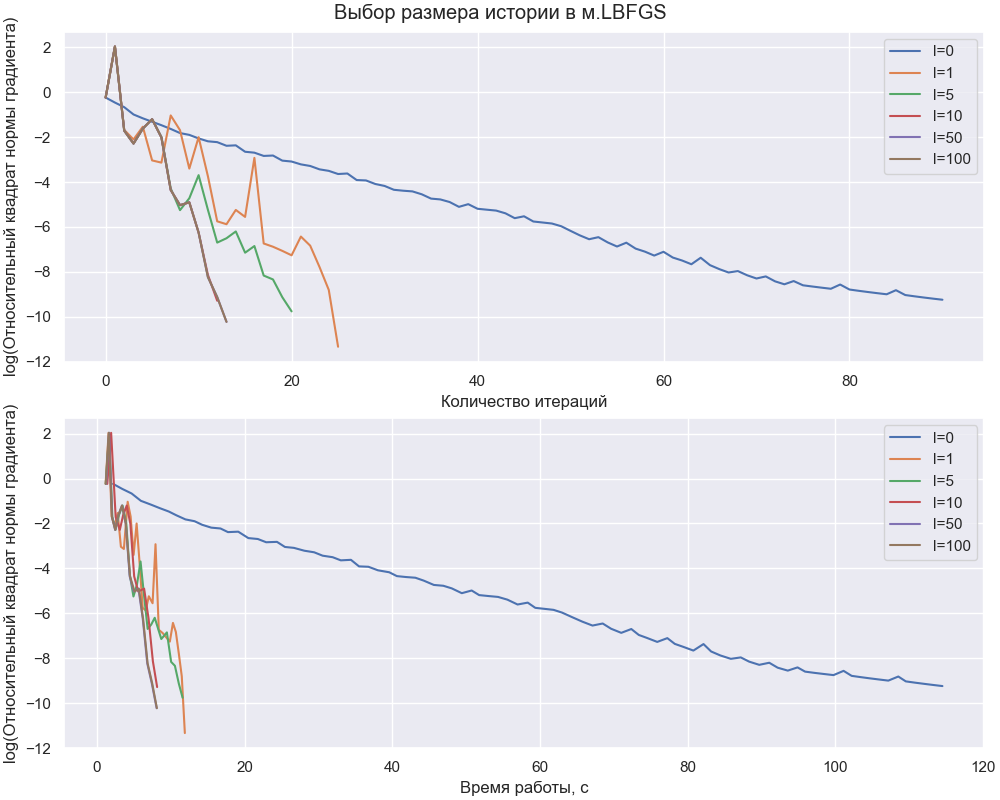 Выбор размера истории в м.LBFGS
log(Относительный квадрат нормы градиента)
2
0
−2
−4
−6
−8
−10
−12
0
20
40
60
80
Количество итераций
l=0
l=1
l=5
l=10
l=50
l=100
log(Относительный квадрат нормы градиента)
2
0
−2
−4
−6
−8
−10
−12
0
20
40
60
80
100
120
Время работы, с
l=0
l=1
l=5
l=10
l=50
l=100